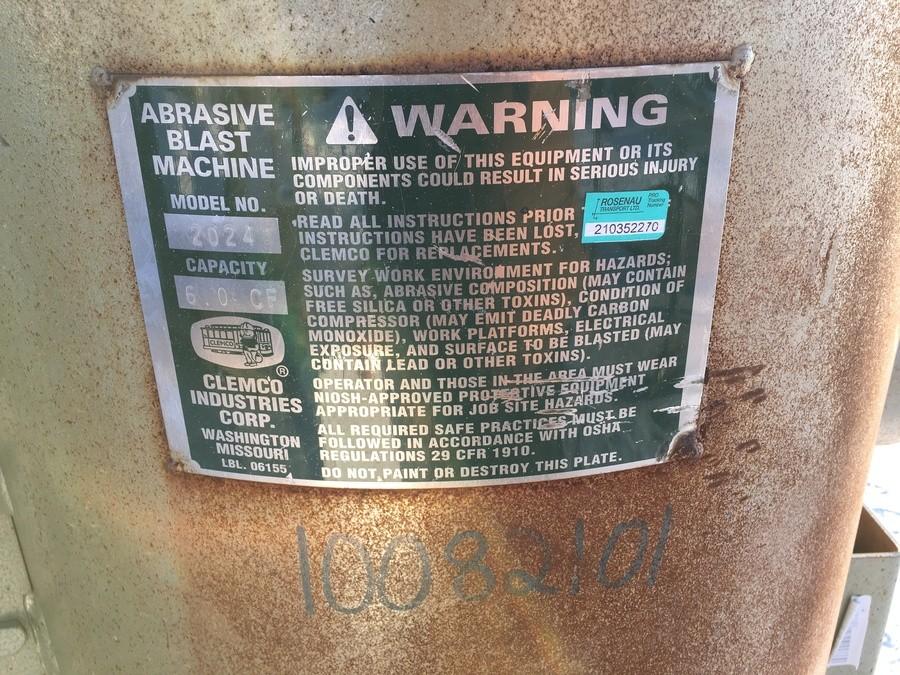 ABRASIVE
BLAST
MACHINE
MODEL NO.
2024
CAPACITY
6.0 CF
CLEMCO
®
CLEMCO
INDUSTRIES
CORP.
WASHINGTON
MISSOURI
LBL. 06155
WARNING
IMPROPER USE OF THIS EQUIPMENT OR ITS
COMPONENTS COULD RESULT IN SERIOUS INJURY
OR DEATH.
READ ALL INSTRUCTIONS PRIOR
INSTRUCTIONS HAVE BEEN LOST,
CLEMCO FOR REPLACEMENTS.
ROSENAU
TRANSPORT LTD.
PRO
Tracking
Number
210352270
SURVEY WORK ENVIRONMENT FOR HAZARDS;
SUCH AS, ABRASIVE COMPOSITION (MAY CONTAIN
FREE SILICA OR OTHER TOXINS), CONDITION OF
COMPRESSOR (MAY EMIT DEADLY CARBON
MONOXIDE), WORK PLATFORMS, ELECTRICAL
EXPOSURE, AND SURFACE TO BE BLASTED (MAY
CONTAIN LEAD OR OTHER TOXINS).
OPERATOR AND THOSE IN THE AREA MUST WEAR
NIOSH-APPROVED PROTECTIVE EQUIPMENT
APPROPRIATE FOR JOB SITE HAZARDS.
ALL REQUIRED SAFE PRACTICES MUST BE
FOLLOWED IN ACCORDANCE WITH OSHA
REGULATIONS 29 CFR 1910.
DO NOT PAINT OR DESTROY THIS PLATE.
10082101